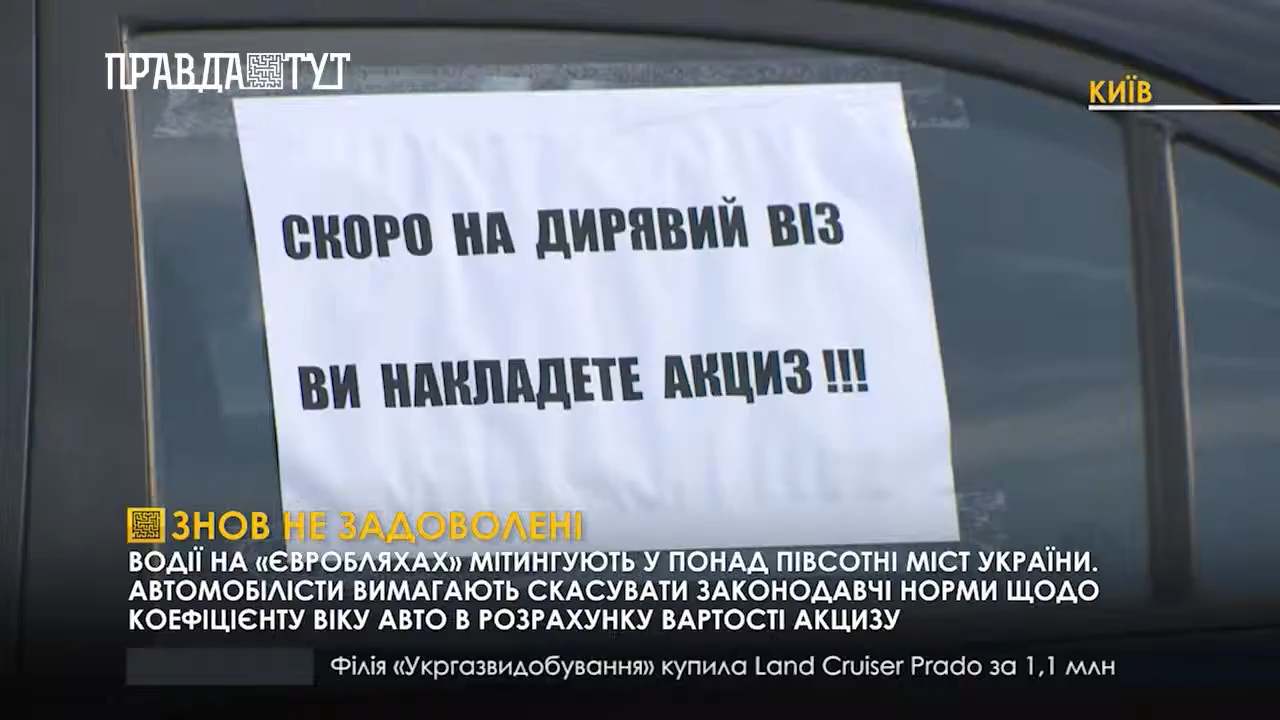 ПРАВДА ТУТ
КИЇВ
СКОРО НА ДИРЯВИЙ ВІЗ
ВИ НАКЛАДЕТЕ АКЦИЗ !!!
ЗНОВ НЕ ЗАДОВОЛЕНІ
ВОДІЇ НА «ЄВРОБЛЯХАХ» МІТИНГУЮТЬ У ПОНАД ПІВСОТНІ МІСТ УКРАЇНИ.
АВТОМОБІЛІСТИ ВИМАГАЮТЬ СКАСУВАТИ ЗАКОНОДАВЧІ НОРМИ ЩОДО
КОЕФІЦІЄНТУ ВІКУ АВТО В РОЗРАХУНКУ ВАРТОСТІ АКЦИЗУ
Філія «Укргазвидобування» купила Land Cruiser Prado за 1,1 млн